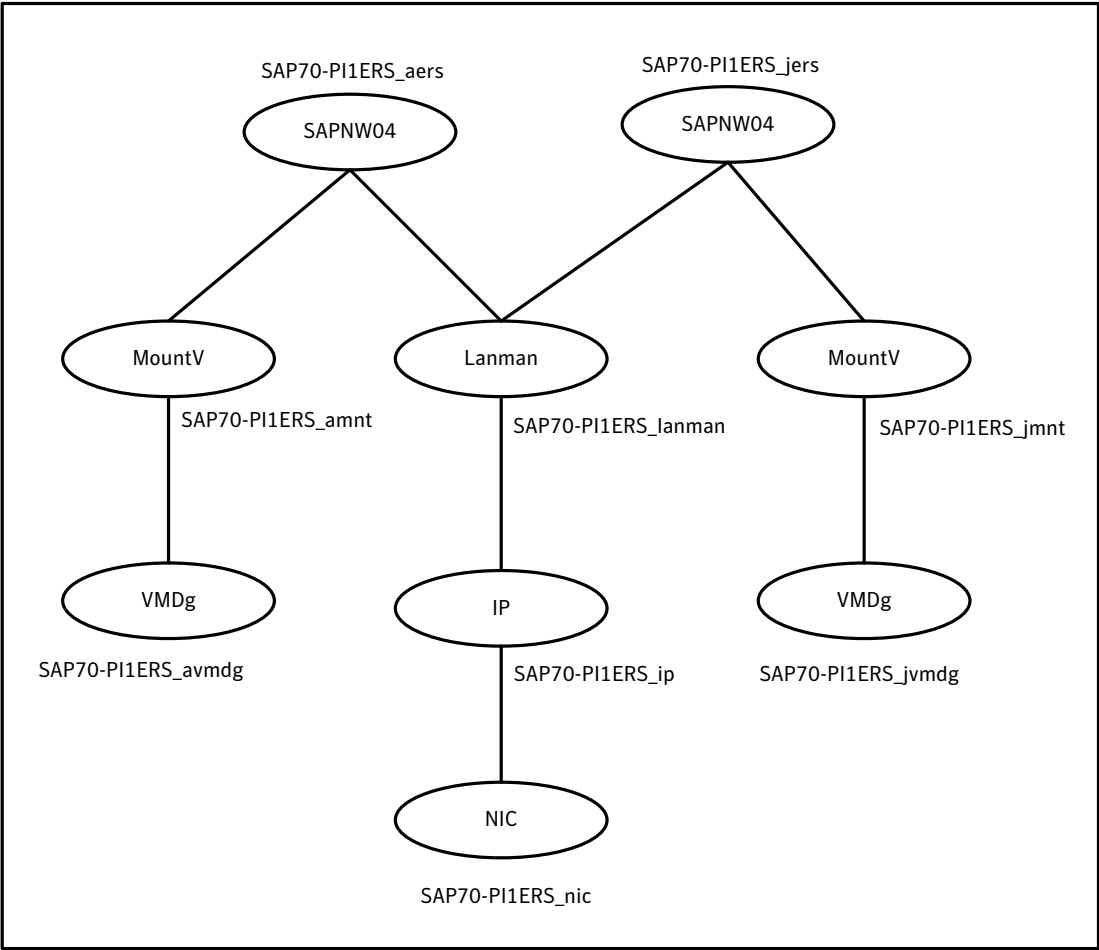 SAP70-PI1ERS_aers
SAP70-PI1ERS_jers
SAPNW04
SAPNW04
MountV
Lanman
MountV
SAP70-PI1ERS_amnt
SAP70-PI1ERS_lanman
SAP70-PI1ERS_jmnt
VMDg
IP
VMDg
SAP70-PI1ERS_avmdg
SAP70-PI1ERS_ip
SAP70-PI1ERS_jvmdg
NIC
SAP70-PI1ERS_nic